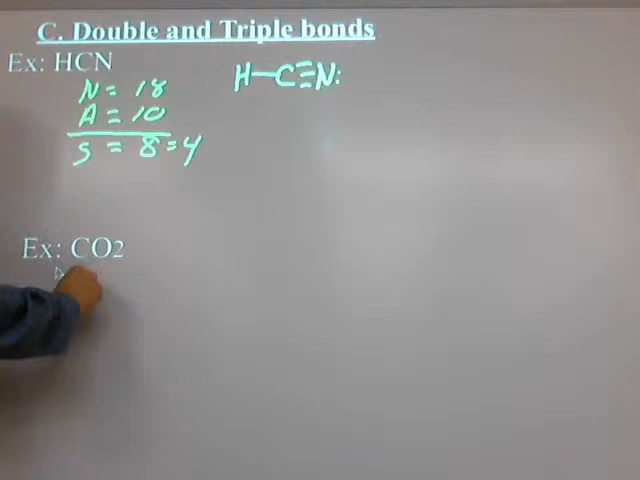 C. Double and Triple bonds
Ex: HCN
H—C≡N:
N = 18
A = 10
S = 8 = 4
Ex: CO2